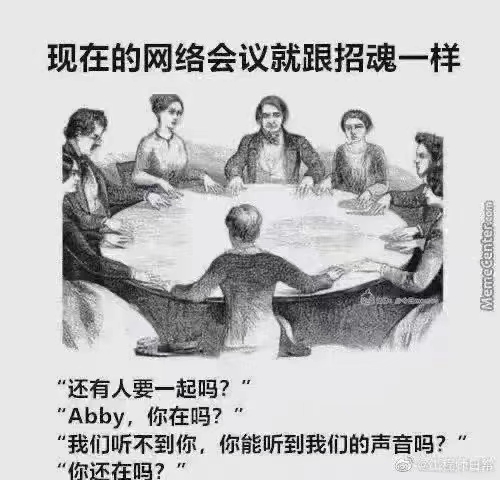 现在的网络会议就跟招魂一样
MemeCenter.com
“还有人要一起吗？”
“Abby，你在吗？”
“我们听不到你，你能听到我们的声音吗？”
“你还在吗？”